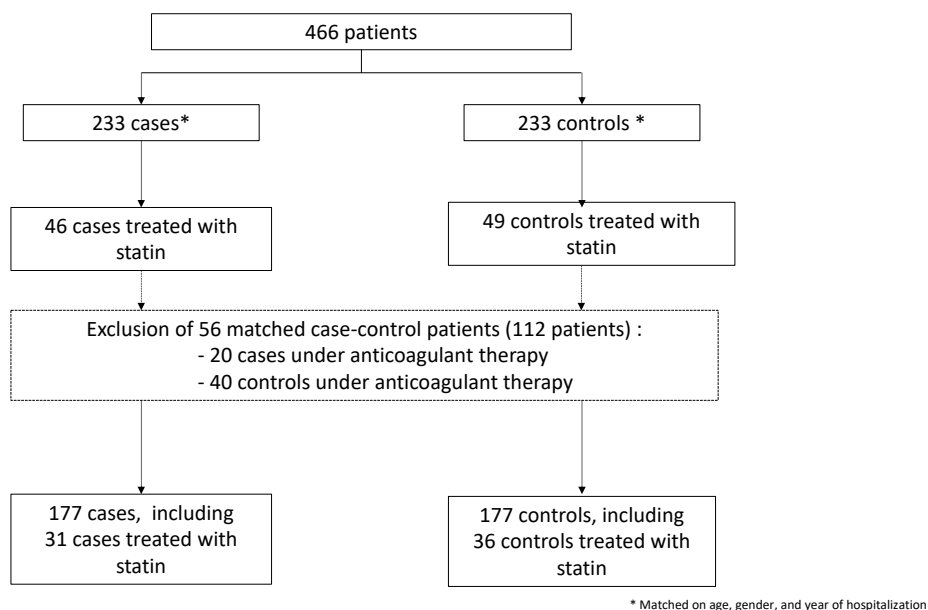 466 patients
233 cases*
233 controls *
46 cases treated with
statin
49 controls treated with
statin
Exclusion of 56 matched case-control patients (112 patients) :
- 20 cases under anticoagulant therapy
- 40 controls under anticoagulant therapy
177 cases, including
31 cases treated with
statin
177 controls, including
36 controls treated with
statin
* Matched on age, gender, and year of hospitalization